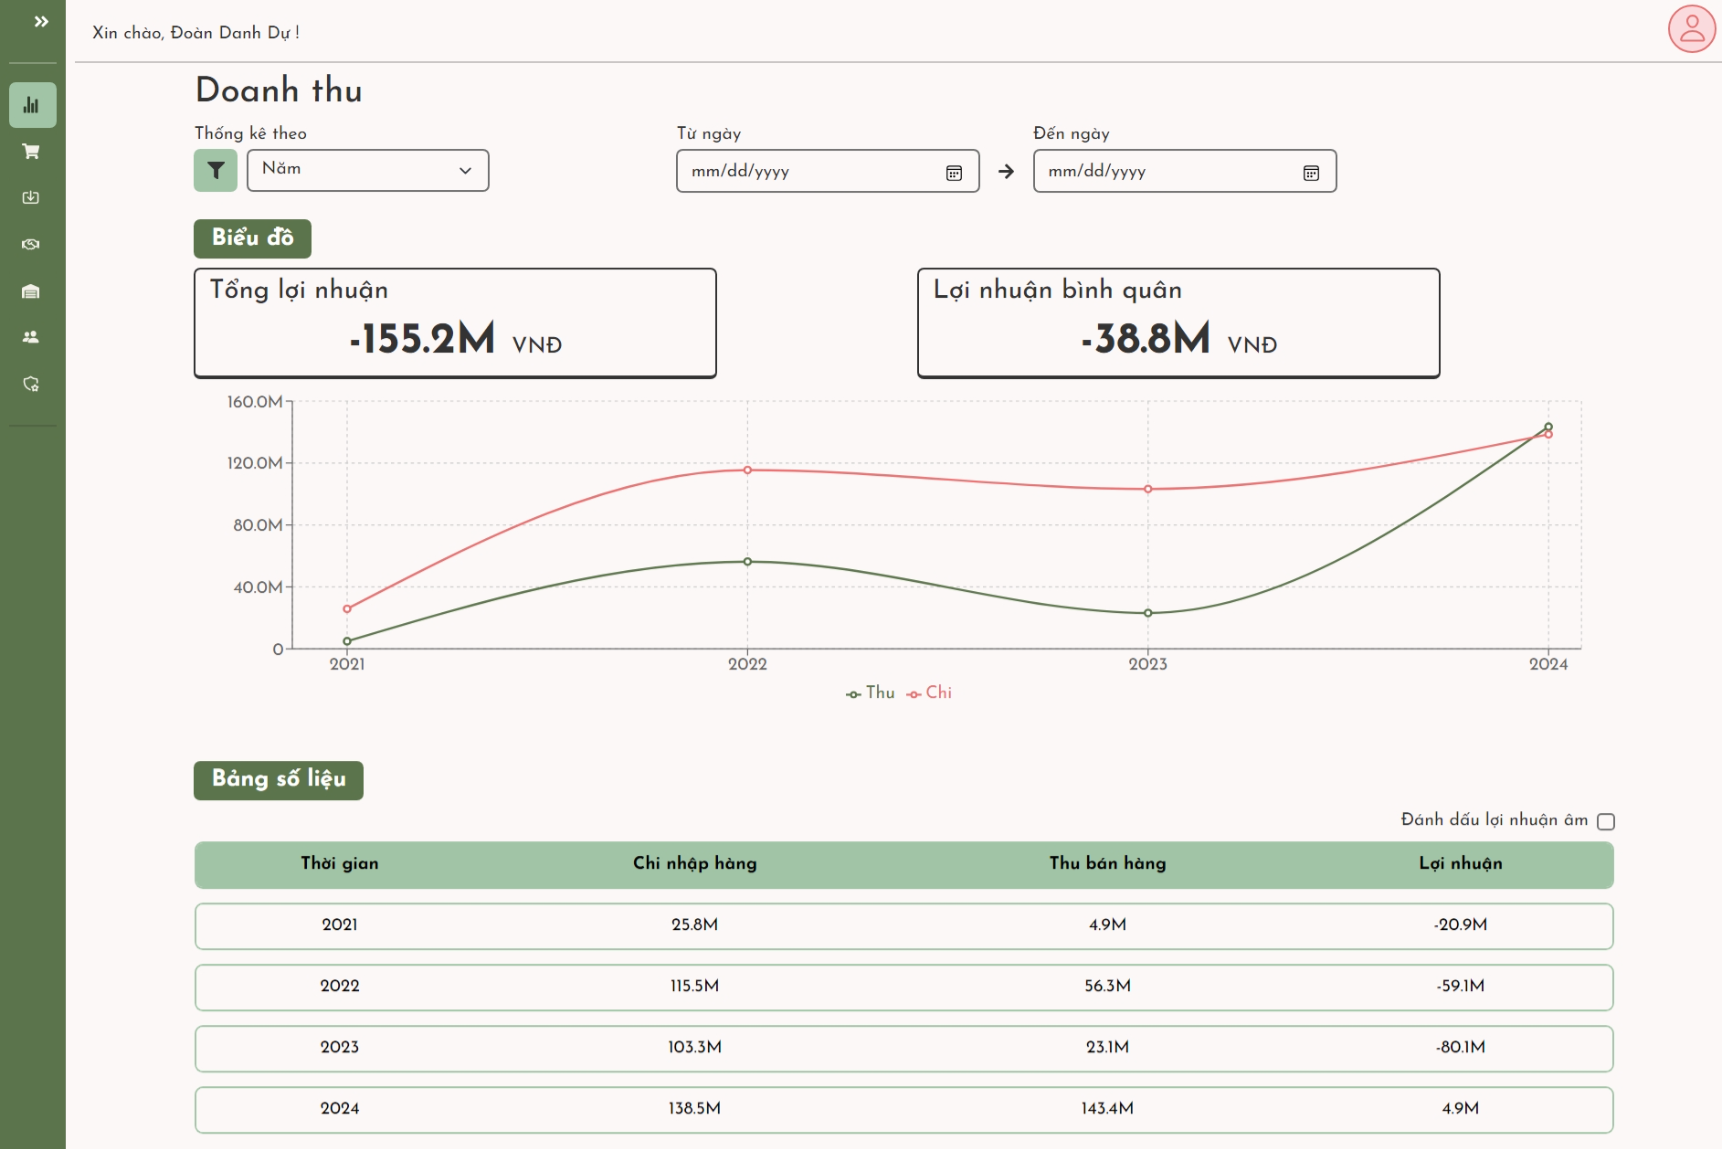 Xin chào, Đoàn Danh Dự !
Doanh thu
Thống kê theo
Từ ngày
Đến ngày
Năm
mm/dd/yyyy
mm/dd/yyyy
Biểu đồ
Tổng lợi nhuận
-155.2M VNĐ
Lợi nhuận bình quân
-38.8M VNĐ
160.0M
120.0M
80.0M
40.0M
0
2021 2022 2023 2024
Thu Chi
Bảng số liệu
Đánh dấu lợi nhuận âm
Thời gian Chi nhập hàng Thu bán hàng Lợi nhuận
2021 25.8M 4.9M -20.9M
2022 115.5M 56.3M -59.1M
2023 103.3M 23.1M -80.1M
2024 138.5M 143.4M 4.9M